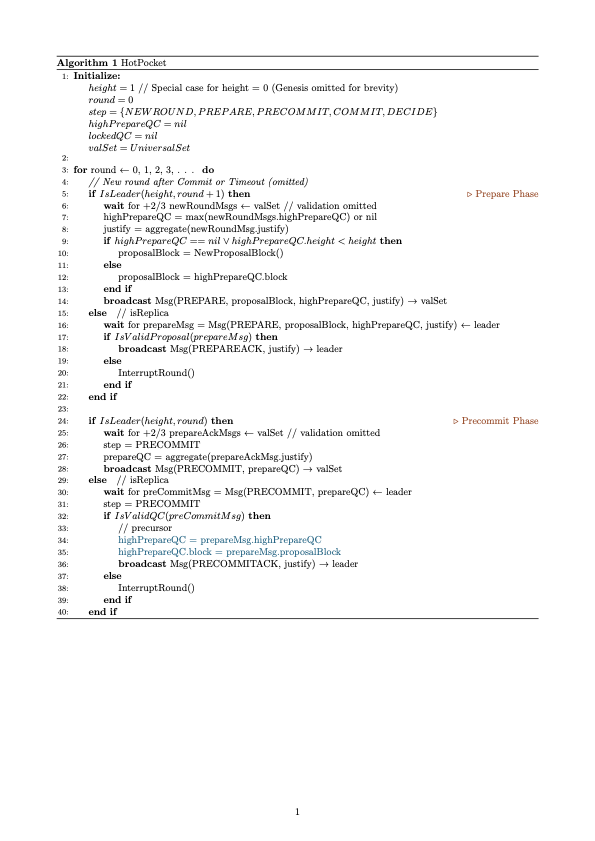 Algorithm 1 HotPocket
1: Initialize:
height = 1 // Special case for height = 0 (Genesis omitted for brevity)
round = 0
step = {NEWROUND, PREPARE, PRECOMMIT, COMMIT, DECIDE}
highPrepareQC = nil
lockedQC = nil
valSet = UniversalSet
2:
3: for round ← 0, 1, 2, 3, . . . do
4: // New round after Commit or Timeout (omitted)
5: if IsLeader(height, round + 1) then ▷ Prepare Phase
6: wait for +2/3 newRoundMsgs ← valSet // validation omitted
7: highPrepareQC = max(newRoundMsgs.highPrepareQC) or nil
8: justify = aggregate(newRoundMsg.justify)
9: if highPrepareQC == nil ∨ highPrepareQC.height < height then
10: proposalBlock = NewProposalBlock()
11: else
12: proposalBlock = highPrepareQC.block
13: end if
14: broadcast Msg(PREPARE, proposalBlock, highPrepareQC, justify) → valSet
15: else // isReplica
16: wait for prepareMsg = Msg(PREPARE, proposalBlock, highPrepareQC, justify) ← leader
17: if IsValidProposal(prepareMsg) then
18: broadcast Msg(PREPAREACK, justify) → leader
19: else
20: InterruptRound()
21: end if
22: end if
23:
24: if IsLeader(height, round) then ▷ Precommit Phase
25: wait for +2/3 prepareAckMsgs ← valSet // validation omitted
26: step = PRECOMMIT
27: prepareQC = aggregate(prepareAckMsg.justify)
28: broadcast Msg(PRECOMMIT, prepareQC) → valSet
29: else // isReplica
30: wait for preCommitMsg = Msg(PRECOMMIT, prepareQC) ← leader
31: step = PRECOMMIT
32: if IsValidQC(preCommitMsg) then
33: // precursor
34: highPrepareQC = prepareMsg.highPrepareQC
35: highPrepareQC.block = prepareMsg.proposalBlock
36: broadcast Msg(PRECOMMITACK, justify) → leader
37: else
38: InterruptRound()
39: end if
40: end if
1